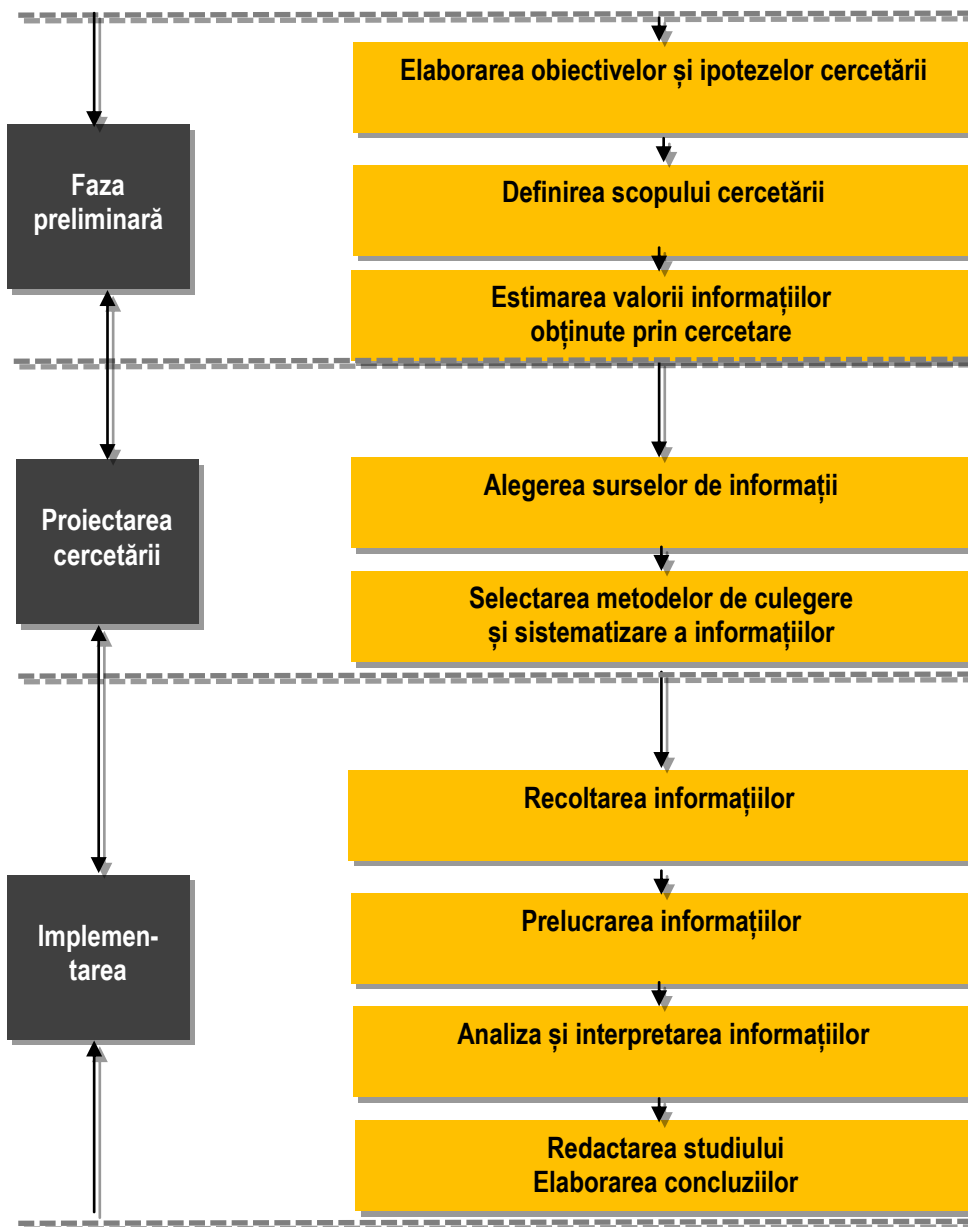 Elaborarea obiectivelor și ipotezelor cercetării
Faza
preliminară
Definirea scopului cercetării
Estimarea valorii informațiilor
obținute prin cercetare
Proiectarea
cercetării
Alegerea surselor de informații
Selectarea metodelor de culegere
și sistematizare a informațiilor
Recoltarea informațiilor
Implemen-
tarea
Prelucrarea informațiilor
Analiza și interpretarea informațiilor
Redactarea studiului
Elaborarea concluziilor